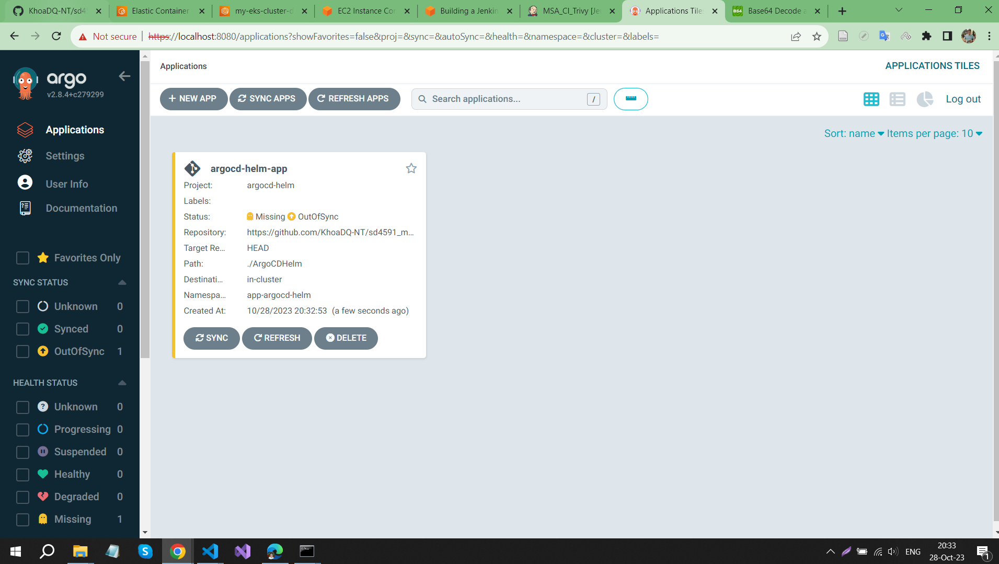 KhoaDQ-NT/sd4
Elastic Container
my-eks-cluster-d
EC2 Instance Con
Building a Jenkin
MSA_CI_Trivy [Je
Applications Tile
B64
Base64 Decode a
Not secure
https://localhost:8080/applications?showFavorites=false&proj=&sync=&autoSync=&health=&namespace=&cluster=&labels=
argo
v2.8.4+c279299
Applications
Settings
User Info
Documentation
Favorites Only
SYNC STATUS
Unknown 0
Synced 0
OutOfSync 1
HEALTH STATUS
Unknown 0
Progressing 0
Suspended 0
Healthy 0
Degraded 0
Missing 1
Applications
APPLICATIONS TILES
+ NEW APP
SYNC APPS
REFRESH APPS
Search applications...
/
Log out
Sort: name
Items per page: 10
argocd-helm-app
Project: argocd-helm
Labels:
Status: Missing OutOfSync
Repository: https://github.com/KhoaDQ-NT/sd4591_m...
Target Re... HEAD
Path: ./ArgoCDHelm
Destinati... in-cluster
Namespa... app-argocd-helm
Created At: 10/28/2023 20:32:53 (a few seconds ago)
SYNC
REFRESH
DELETE
ENG
20:33
28-Oct-23
1